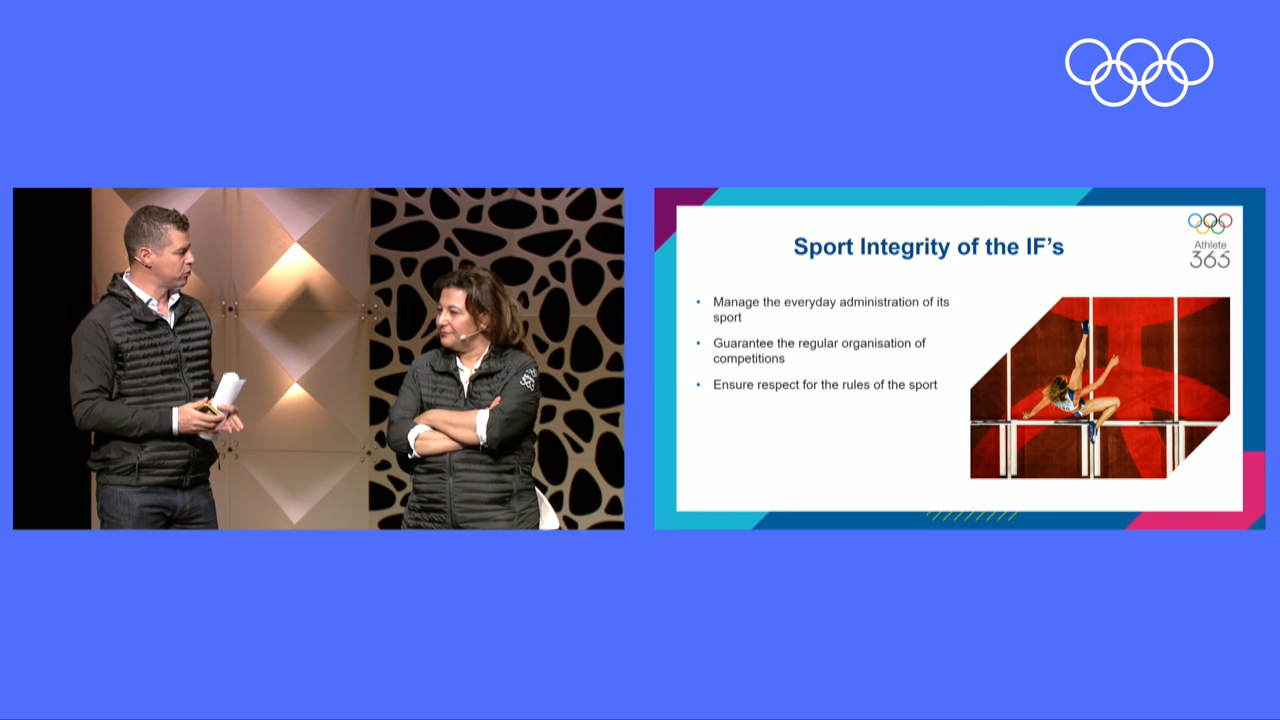 Athlete
365
Sport Integrity of the IF's
• Manage the everyday administration of its
sport
• Guarantee the regular organisation of
competitions
• Ensure respect for the rules of the sport
365